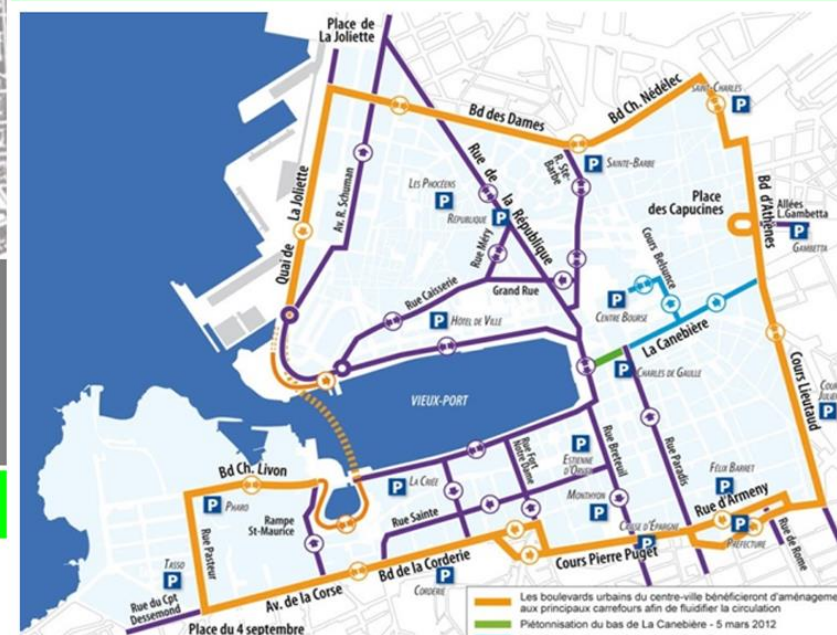 Place de
La Joliette
Bd des Dames
Bd Ch. Nédélec
SAINT-CHARLES
P
Quai de La Joliette
Av. R. Schuman
Rue de la République
R. Ste-
Barbe
P
SAINTE-BARBE
LES PHOCÉENS
P
RÉPUBLIQUE
P
Place
des Capucines
Bd d'Athènes
Allées
L.Gambetta
P
GAMBETTA
Rue Méry
Rue Caisserie
Grand Rue
Cours Belsunce
P
CENTRE BOURSE
P
HÔTEL DE VILLE
La Canebière
P
CHARLES DE GAULLE
Cours Lieutaud
P
VIEUX-PORT
Bd Ch. Livon
P
PHARO
Rue Pasteur
Rampe
St-Maurice
P
LA CRIÉE
Rue Fort
Notre Dame
P
ESTIENNE
D'ORVES
Rue Breteuil
Rue Paradis
FÉLIX BARRET
P
Rue Sainte
MONTHYON
P
CAISSE D'ÉPARGNE
P
Rue d'Armeny
P
PRÉFECTURE
Rue de Rome
TASSO
P
Rue du Cpt
Dessemond
Place du 4 septembre
Av. de la Corse
Bd de la Corderie
P
CORDERIE
Cours Pierre Puget
Les boulevards urbains du centre-ville bénéficieront d'aménageme
aux principaux carrefours afin de fluidifier la circulation
Piétonnisation du bas de La Canebière - 5 mars 2012